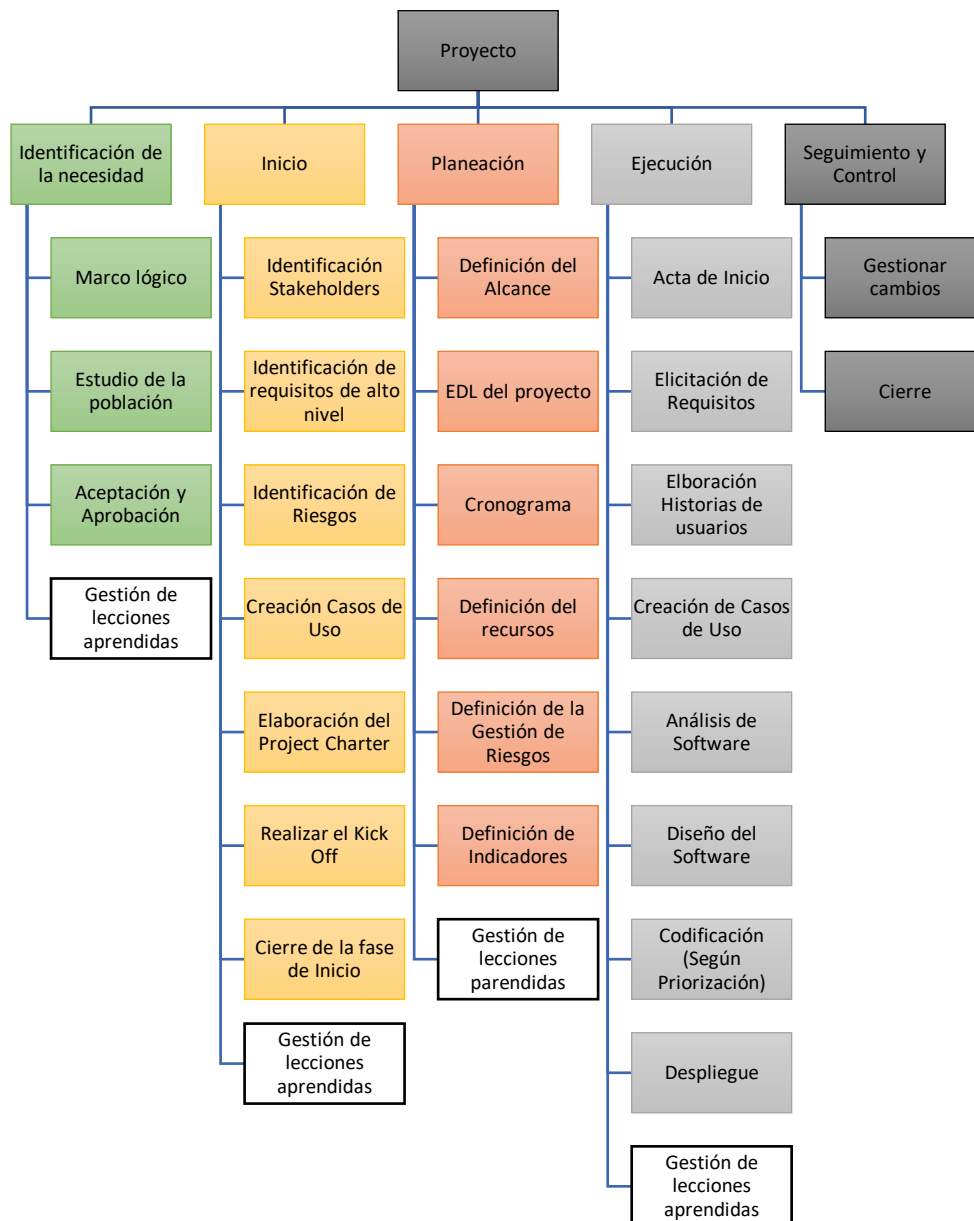 Proyecto
Identificación de
la necesidad
Marco lógico
Estudio de la
población
Aceptación y
Aprobación
Gestión de
lecciones
aprendidas
Inicio
Identificación
Stakeholders
Identificación de
requisitos de alto
nivel
Identificación de
Riesgos
Creación Casos de
Uso
Elaboración del
Project Charter
Realizar el Kick
Off
Cierre de la fase
de Inicio
Gestión de
lecciones
aprendidas
Planeación
Definición del
Alcance
EDL del proyecto
Cronograma
Definición del
recursos
Definición de la
Gestión de
Riesgos
Definición de
Indicadores
Gestión de
lecciones
parendidas
Ejecución
Acta de Inicio
Elicitación de
Requisitos
Elboración
Historias de
usuarios
Creación de Casos
de Uso
Análisis de
Software
Diseño del
Software
Codificación
(Según
Priorización)
Despliegue
Gestión de
lecciones
aprendidas
Seguimiento y
Control
Gestionar
cambios
Cierre